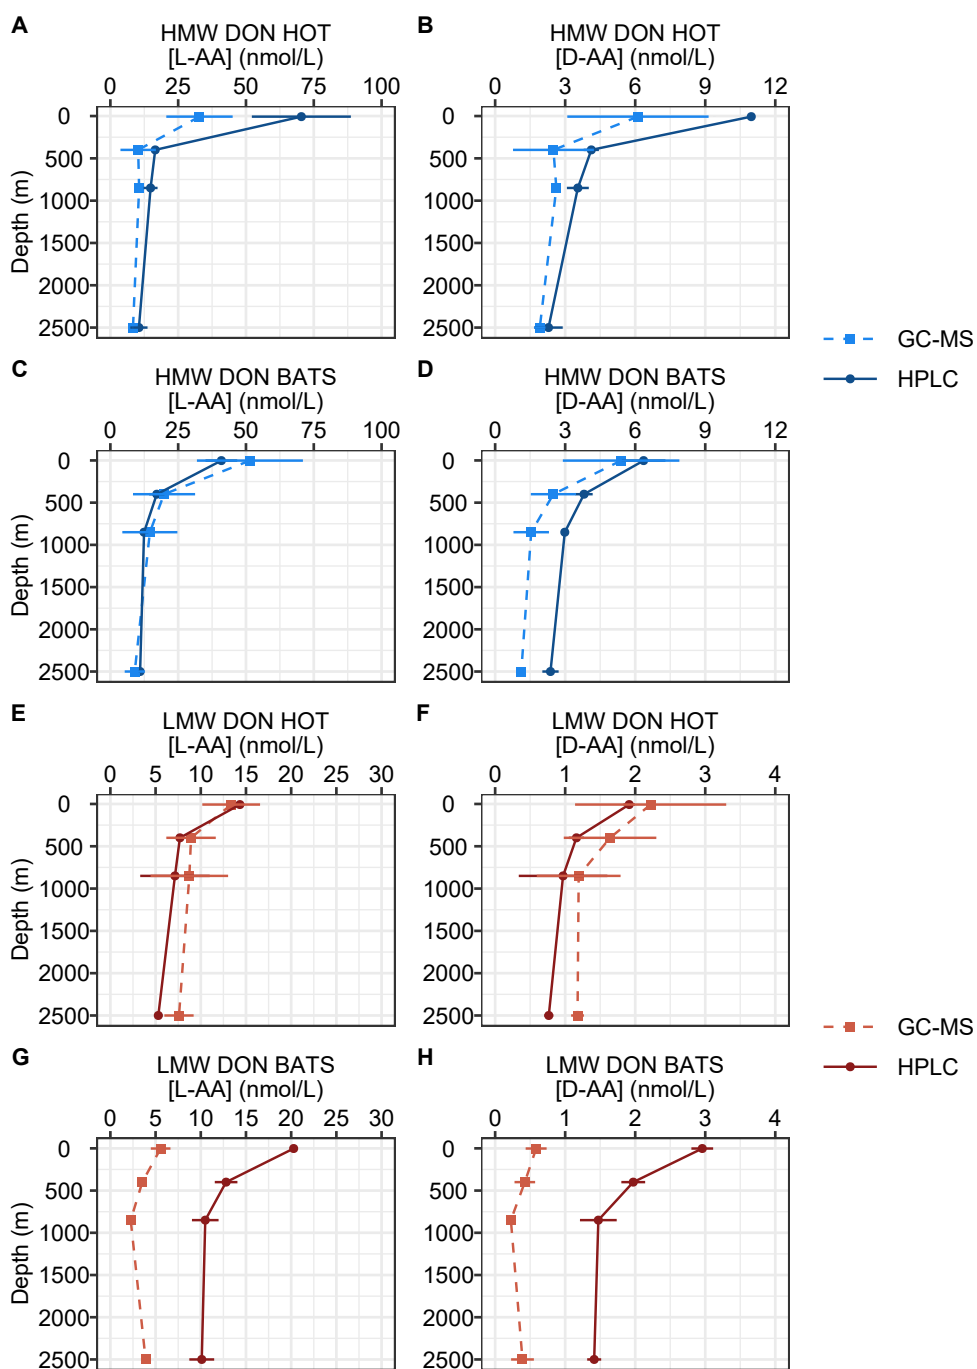 A
HMW DON HOT
[L-AA] (nmol/L)
0 25 50 75 100
0
500
1000
1500
2000
2500
Depth (m)
B
HMW DON HOT
[D-AA] (nmol/L)
0 3 6 9 12
0
500
1000
1500
2000
2500
GC-MS
HPLC
C
HMW DON BATS
[L-AA] (nmol/L)
0 25 50 75 100
0
500
1000
1500
2000
2500
Depth (m)
D
HMW DON BATS
[D-AA] (nmol/L)
0 3 6 9 12
0
500
1000
1500
2000
2500
E
LMW DON HOT
[L-AA] (nmol/L)
0 5 10 15 20 25 30
0
500
1000
1500
2000
2500
Depth (m)
F
LMW DON HOT
[D-AA] (nmol/L)
0 1 2 3 4
0
500
1000
1500
2000
2500
GC-MS
HPLC
G
LMW DON BATS
[L-AA] (nmol/L)
0 5 10 15 20 25 30
0
500
1000
1500
2000
2500
Depth (m)
H
LMW DON BATS
[D-AA] (nmol/L)
0 1 2 3 4
0
500
1000
1500
2000
2500